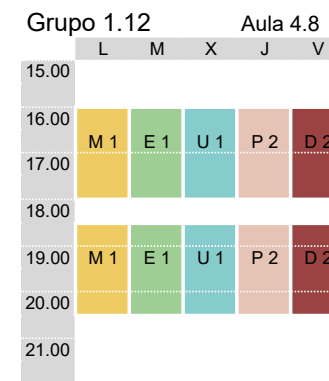 Grupo 1.12 Aula 4.8
L M X J V
15.00
16.00
M 1 E 1 U 1 P 2 D 2
17.00
18.00
19.00 M 1 E 1 U 1 P 2 D 2
20.00
21.00